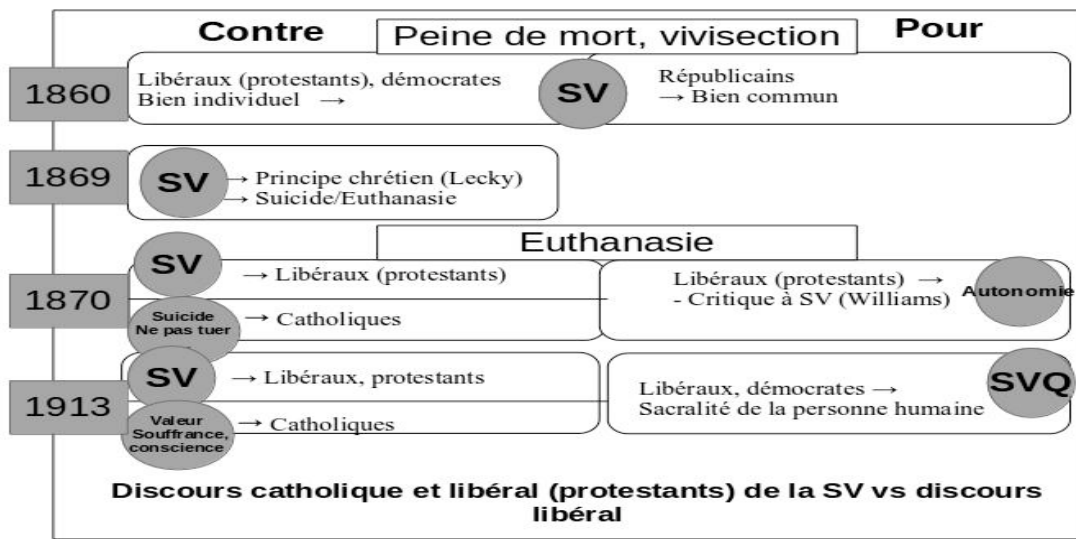 Contre
Peine de mort, vivisection
Pour
1860
Libéraux (protestants), démocrates
Bien individuel →
SV
Républicains
→ Bien commun
1869
SV
→ Principe chrétien (Lecky)
→ Suicide/Euthanasie
Euthanasie
1870
SV
→ Libéraux (protestants)
Suicide
Ne pas tuer
→ Catholiques
Libéraux (protestants) →
- Critique à SV (Williams)
Autonomie
1913
SV
→ Libéraux, protestants
Valeur
Souffrance,
conscience
→ Catholiques
Libéraux, démocrates →
Sacralité de la personne humaine
SVQ
Discours catholique et libéral (protestants) de la SV vs discours
libéral